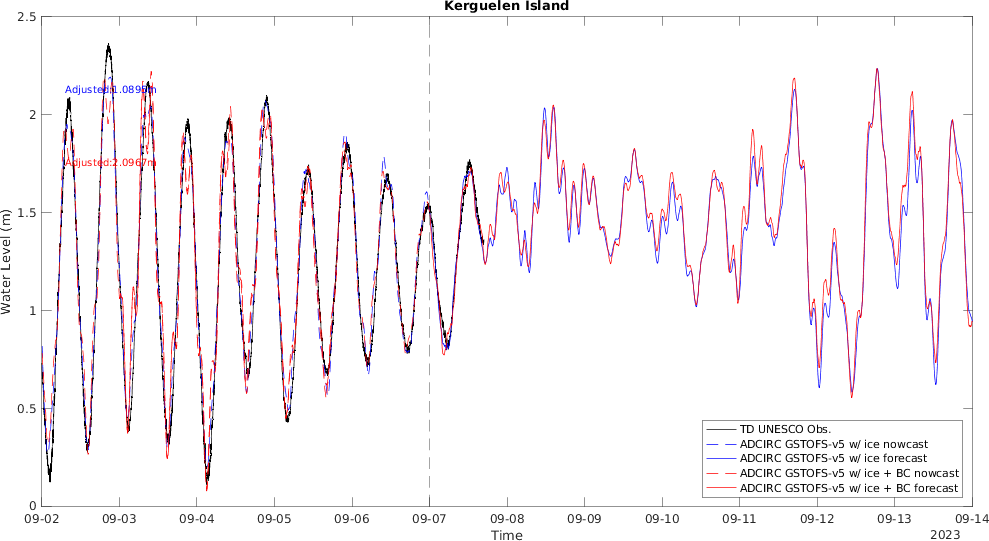 Kerguelen Island
2.5
2
1.5
1
0.5
0
Water Level (m)
Adjusted:1.0895m
Adjusted:2.0967m
TD UNESCO Obs.
ADCIRC GSTOFS-v5 w/ ice nowcast
ADCIRC GSTOFS-v5 w/ ice forecast
ADCIRC GSTOFS-v5 w/ ice + BC nowcast
ADCIRC GSTOFS-v5 w/ ice + BC forecast
09-02 09-03 09-04 09-05 09-06 09-07 09-08 09-09 09-10 09-11 09-12 09-13 09-14
Time
2023